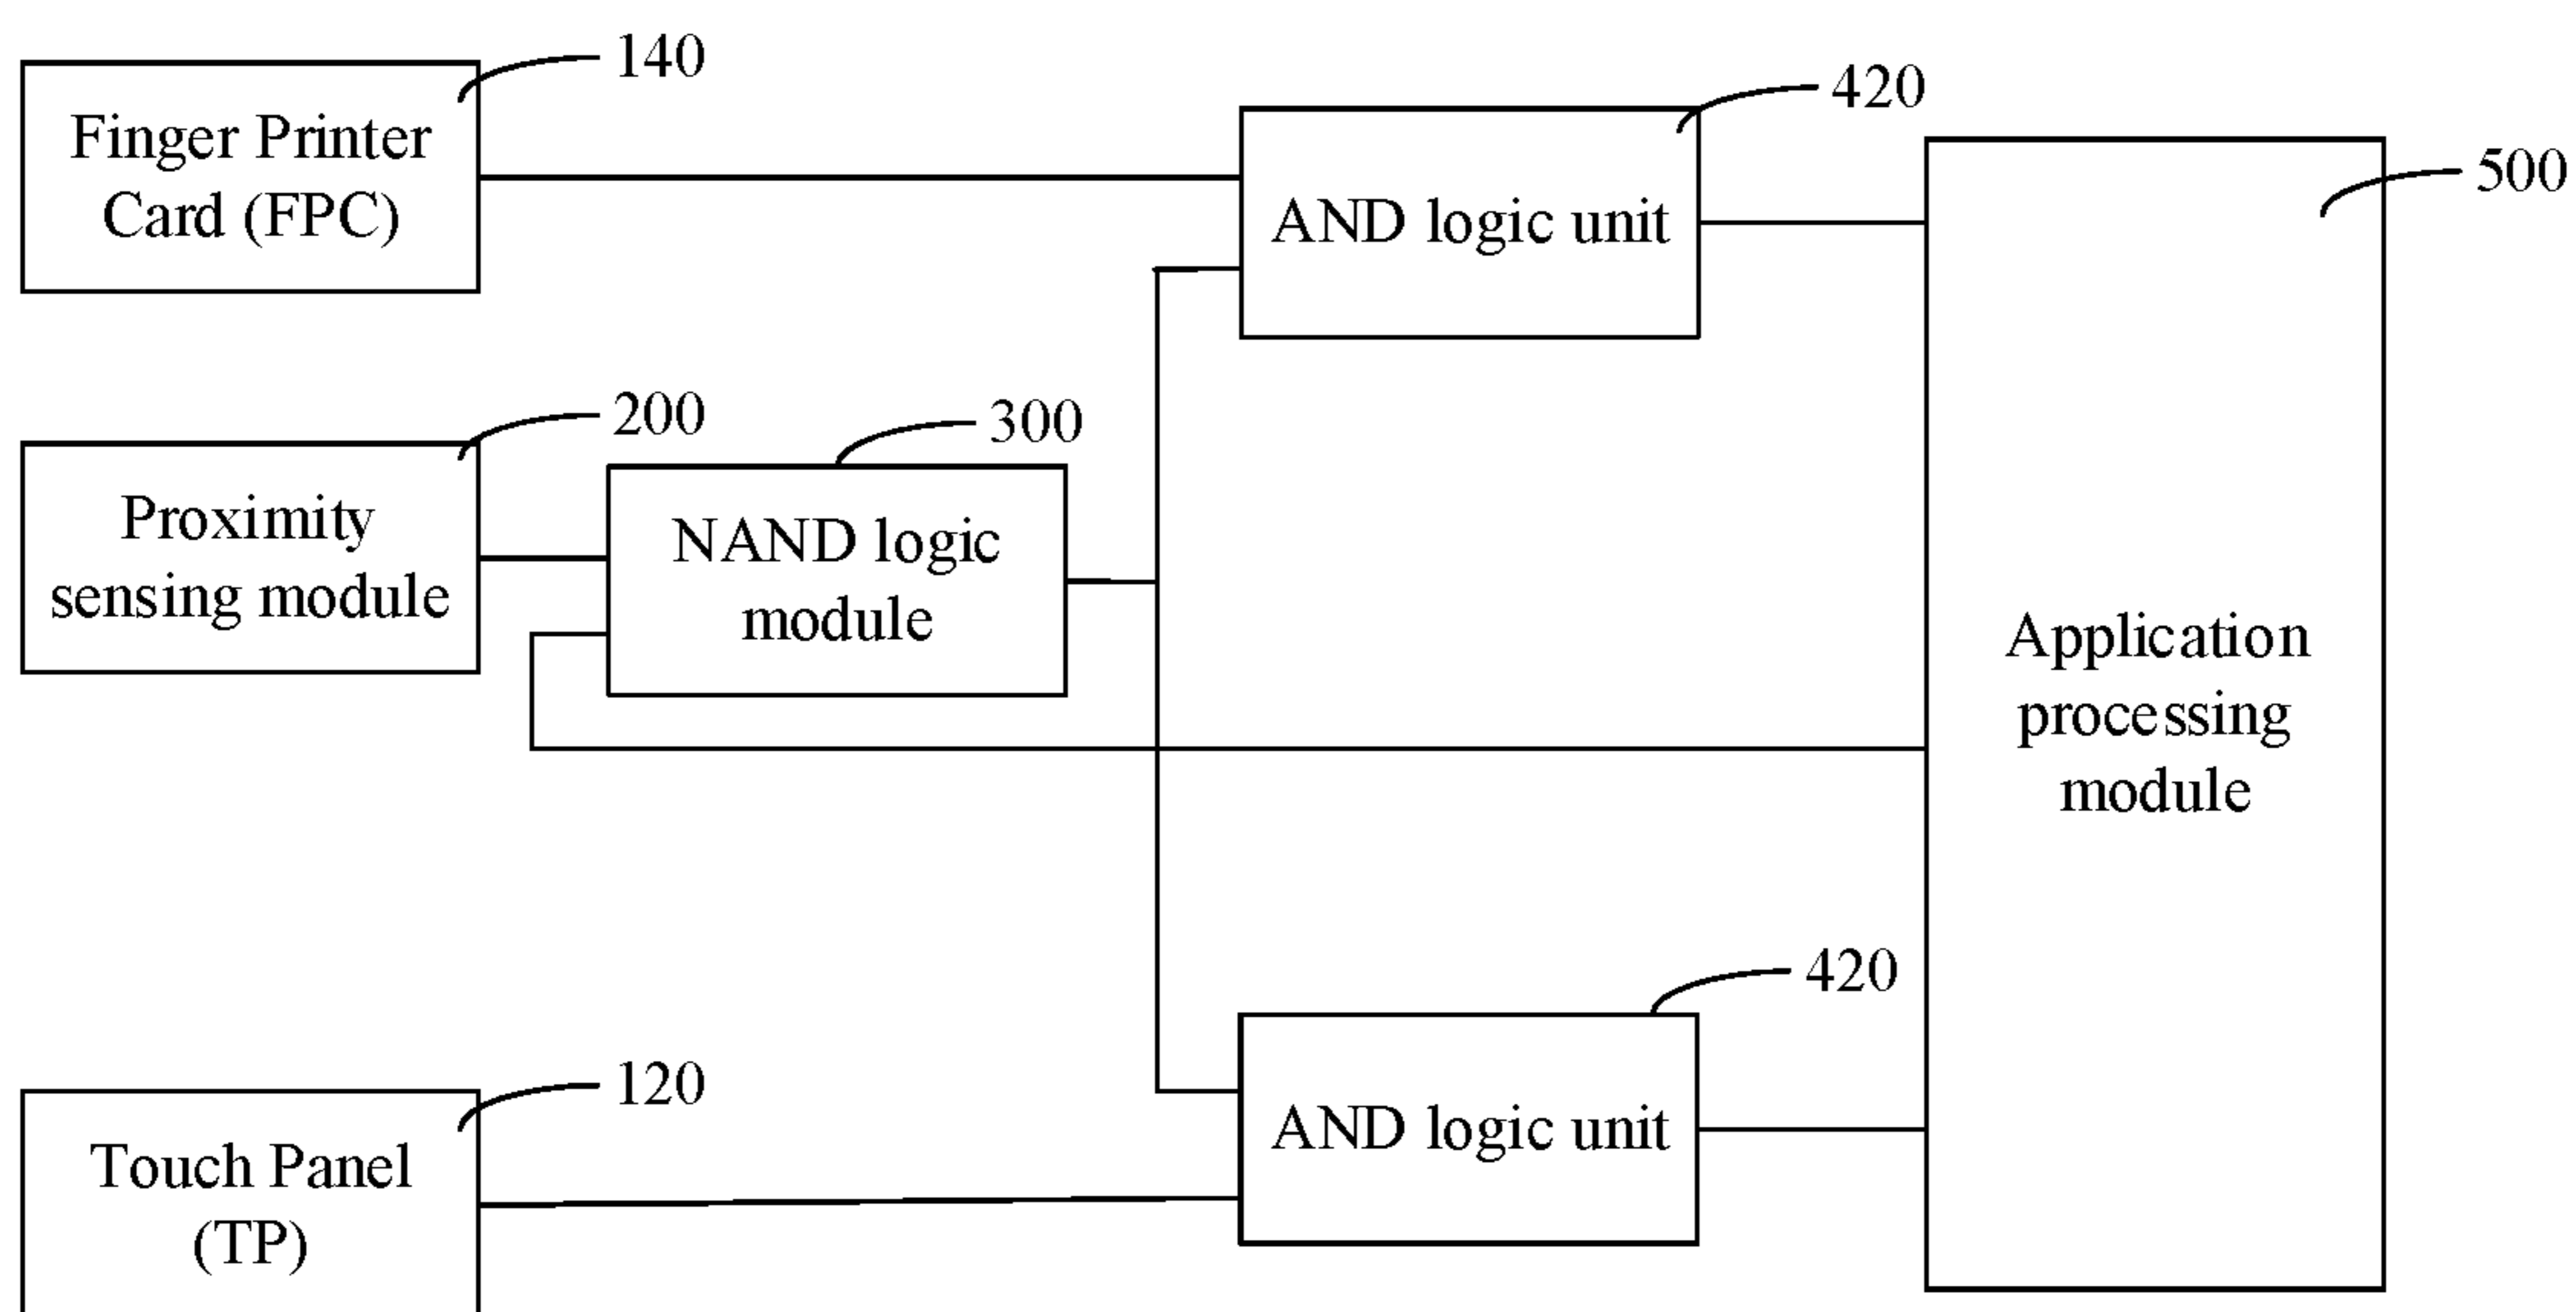 140
Finger Printer
Card (FPC)
420
AND logic unit
500
200
Proximity
sensing module
300
NAND logic
module
Application
processing
module
420
AND logic unit
120
Touch Panel
(TP)